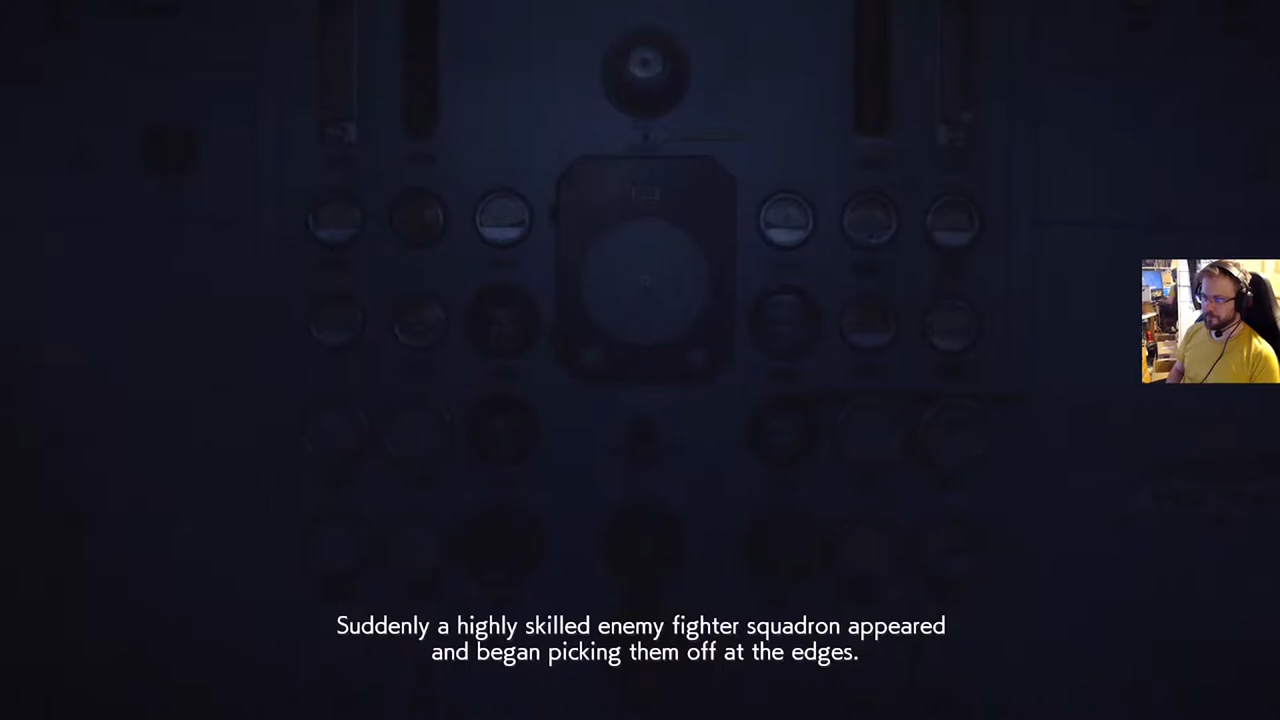 Suddenly a highly skilled enemy fighter squadron appeared
and began picking them off at the edges.